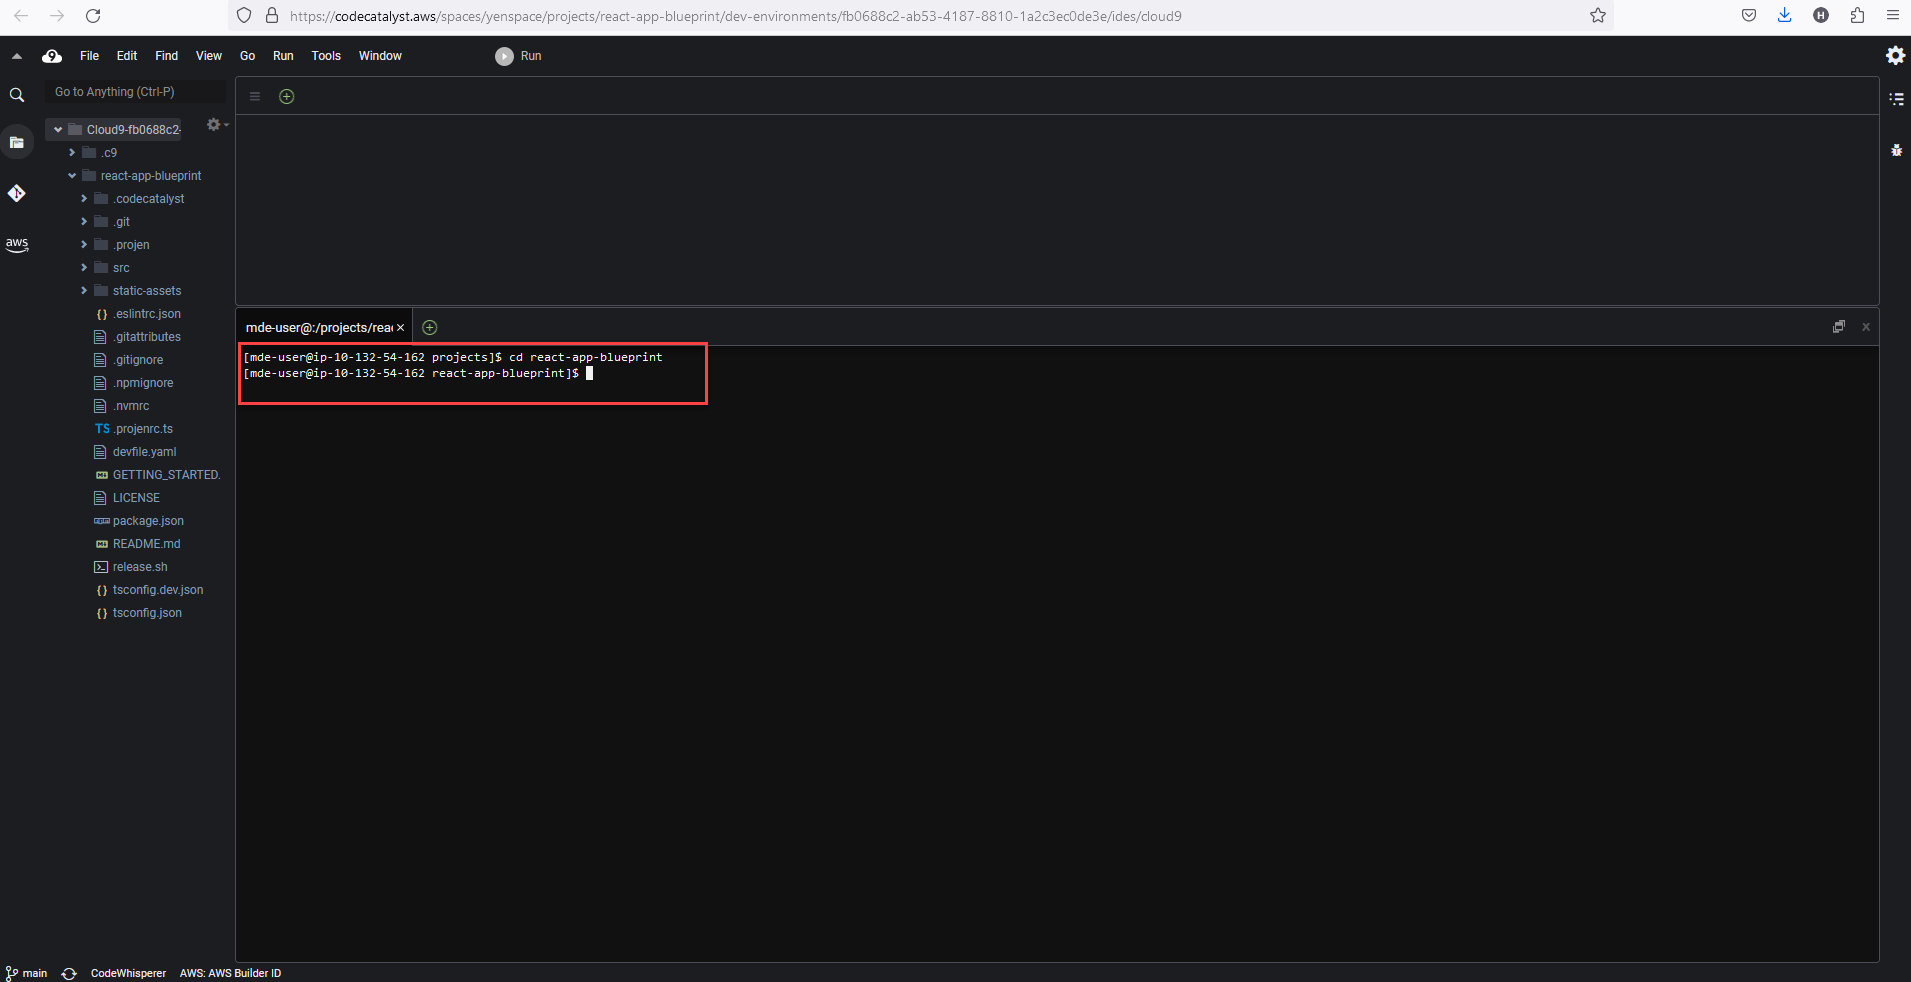 https://codecatalyst.aws/spaces/yenspace/projects/react-app-blueprint/dev-environments/fb0688c2-ab53-4187-8810-1a2c3ec0de3e/ides/cloud9
H
9 File Edit Find View Go Run Tools Window Run
Go to Anything (Ctrl-P)
Cloud9-fb0688c2-
.c9
react-app-blueprint
.codecatalyst
.git
.projen
aws
src
static-assets
{} .eslintrc.json
.gitattributes
.gitignore
.npmignore
.nvmrc
TS .projenrc.ts
devfile.yaml
GETTING_STARTED.
LICENSE
package.json
README.md
release.sh
{} tsconfig.dev.json
{} tsconfig.json
mde-user@:/projects/rea
[mde-user@ip-10-132-54-162 projects]$ cd react-app-blueprint
[mde-user@ip-10-132-54-162 react-app-blueprint]$
main CodeWhisperer AWS: AWS Builder ID